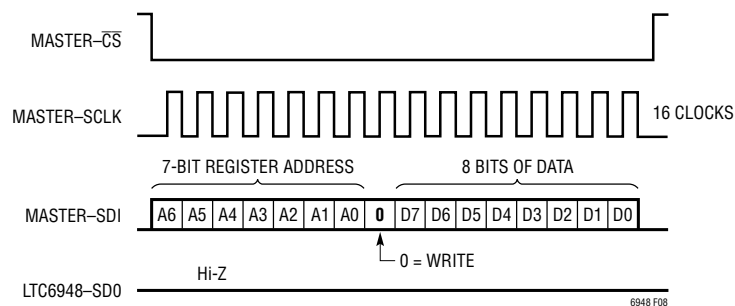 MASTER–CS
MASTER–SCLK
16 CLOCKS
7-BIT REGISTER ADDRESS
8 BITS OF DATA
MASTER–SDI
A6 A5 A4 A3 A2 A1 A0 0 D7 D6 D5 D4 D3 D2 D1 D0
0 = WRITE
Hi-Z
LTC6948–SD0
6948 F08